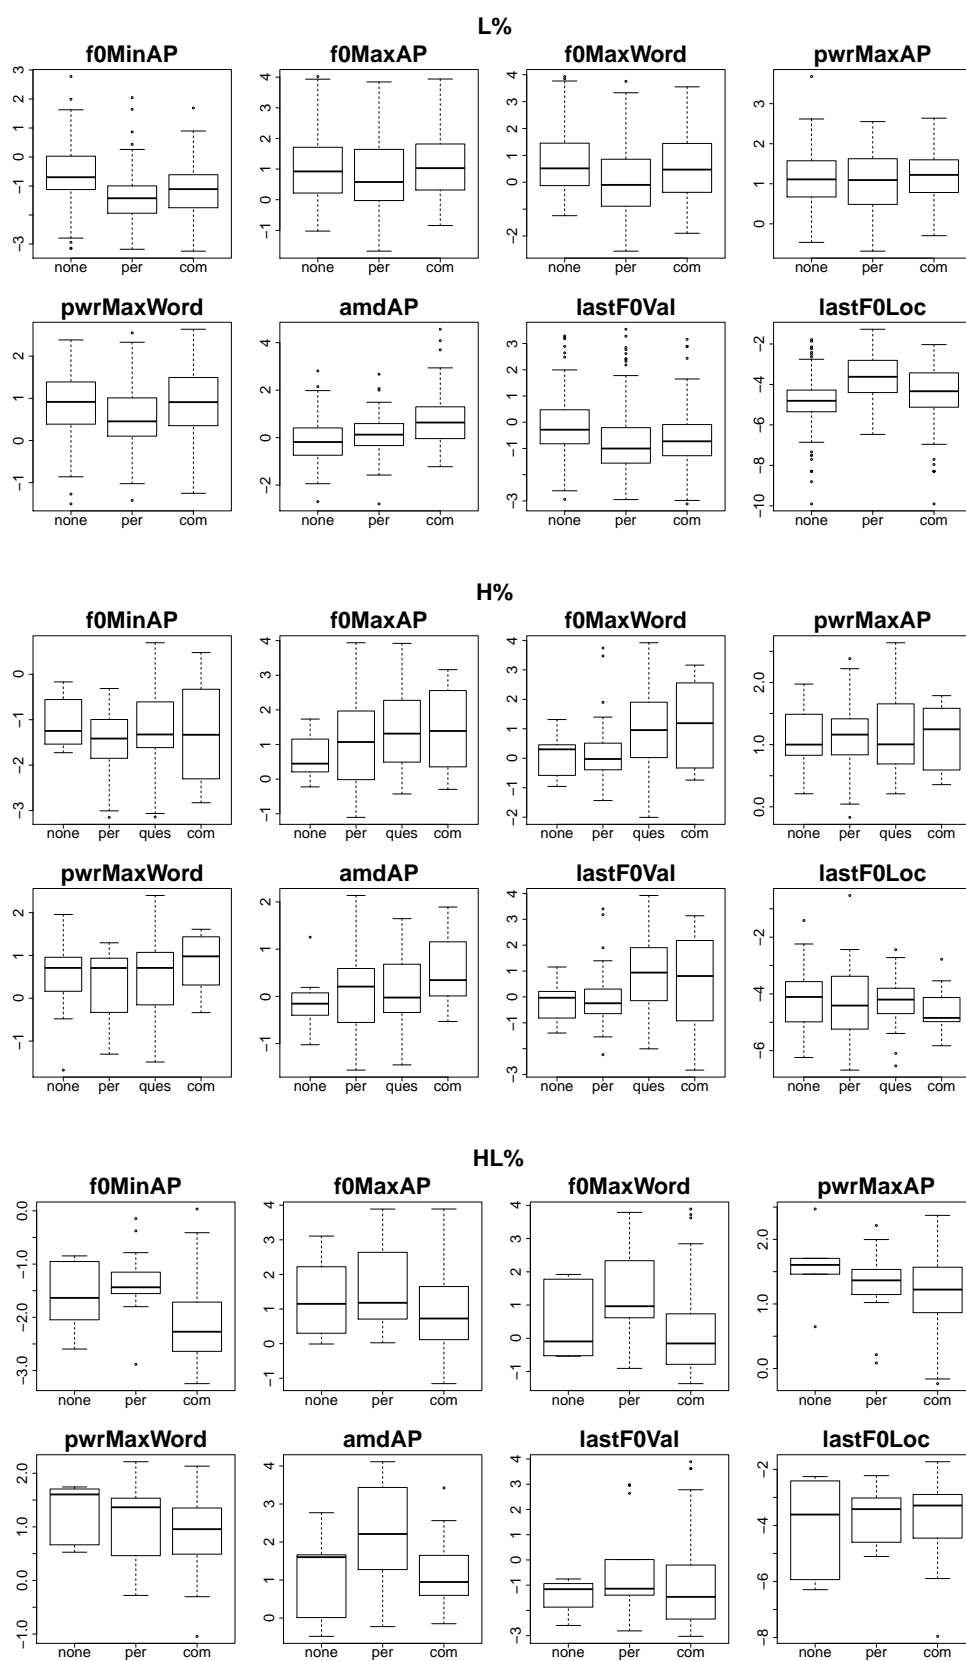 L%
f0MinAP f0MaxAP f0MaxWord pwrMaxAP
−3 −1 0 1 2 3 −1 0 1 2 3 4 −2 0 1 2 3 4 0 1 2 3
none per com none per com none per com none per com
pwrMaxWord amdAP lastF0Val lastF0Loc
−1 0 1 2 −2 0 2 4 −3 −1 0 1 2 3 −10 −8 −6 −4 −2
none per com none per com none per com none per com
H%
f0MinAP f0MaxAP f0MaxWord pwrMaxAP
−3 −2 −1 0 −1 0 1 2 3 4 −2 −1 0 1 2 3 4 0.0 1.0 2.0
none per ques com none per ques com none per ques com none per ques com
pwrMaxWord amdAP lastF0Val lastF0Loc
−1 0 1 2 −1 0 1 2 −3 −1 0 1 2 3 4 −6 −4 −2
none per ques com none per ques com none per ques com none per ques com
HL%
f0MinAP f0MaxAP f0MaxWord pwrMaxAP
−3.0 −2.0 −1.0 0.0 −1 0 1 2 3 4 −1 0 1 2 3 4 0.0 1.0 2.0
none per com none per com none per com none per com
pwrMaxWord amdAP lastF0Val lastF0Loc
−1.0 0.0 1.0 2.0 0 1 2 3 4 −3 −1 0 1 2 3 4 −8 −6 −4 −2
none per com none per com none per com none per com